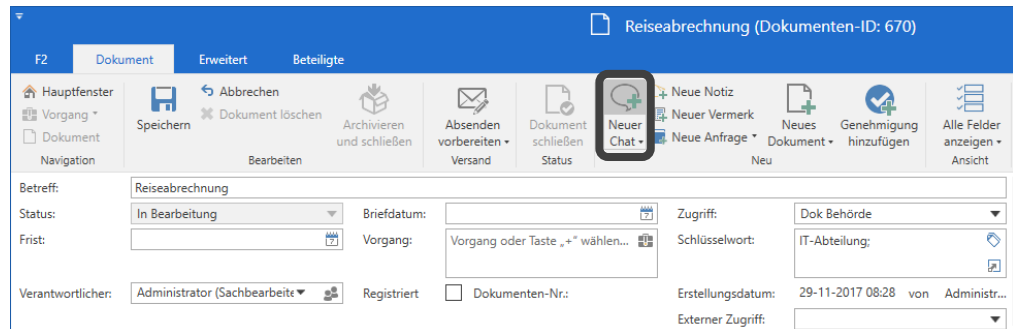 Reiseabrechnung (Dokumenten-ID: 670)
F2 Dokument Erweitert Beteiligte
Hauptfenster
Vorgang
Dokument
Navigation
Speichern
Abbrechen
Dokument löschen
Archivieren
und schließen
Bearbeiten
Absenden
vorbereiten
Versand
Dokument
schließen
Status
Neuer
Chat
Neue Notiz
Neuer Vermerk
Neue Anfrage
Neues
Dokument
Genehmigung
hinzufügen
Neu
Alle Felder
anzeigen
Ansicht
Betreff: Reiseabrechnung
Status: In Bearbeitung Briefdatum: Zugriff: Dok Behörde
Frist: Vorgang: Vorgang oder Taste „+“ wählen... Schlüsselwort: IT-Abteilung;
Verantwortlicher: Administrator (Sachbearbeite Registriert Dokumenten-Nr.: Erstellungsdatum: 29-11-2017 08:28 von Administr...
Externer Zugriff: